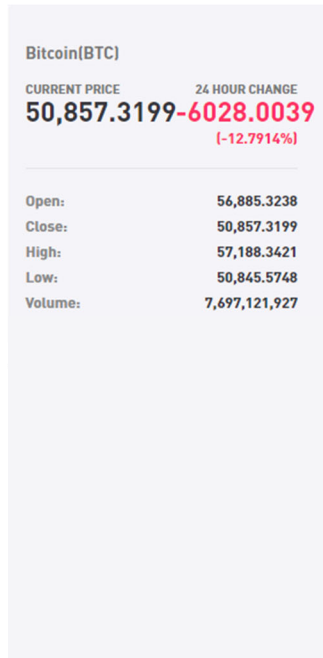 Bitcoin(BTC)
CURRENT PRICE 24 HOUR CHANGE
50,857.3199-6028.0039
(-12.7914%)
Open: 56,885.3238
Close: 50,857.3199
High: 57,188.3421
Low: 50,845.5748
Volume: 7,697,121,927